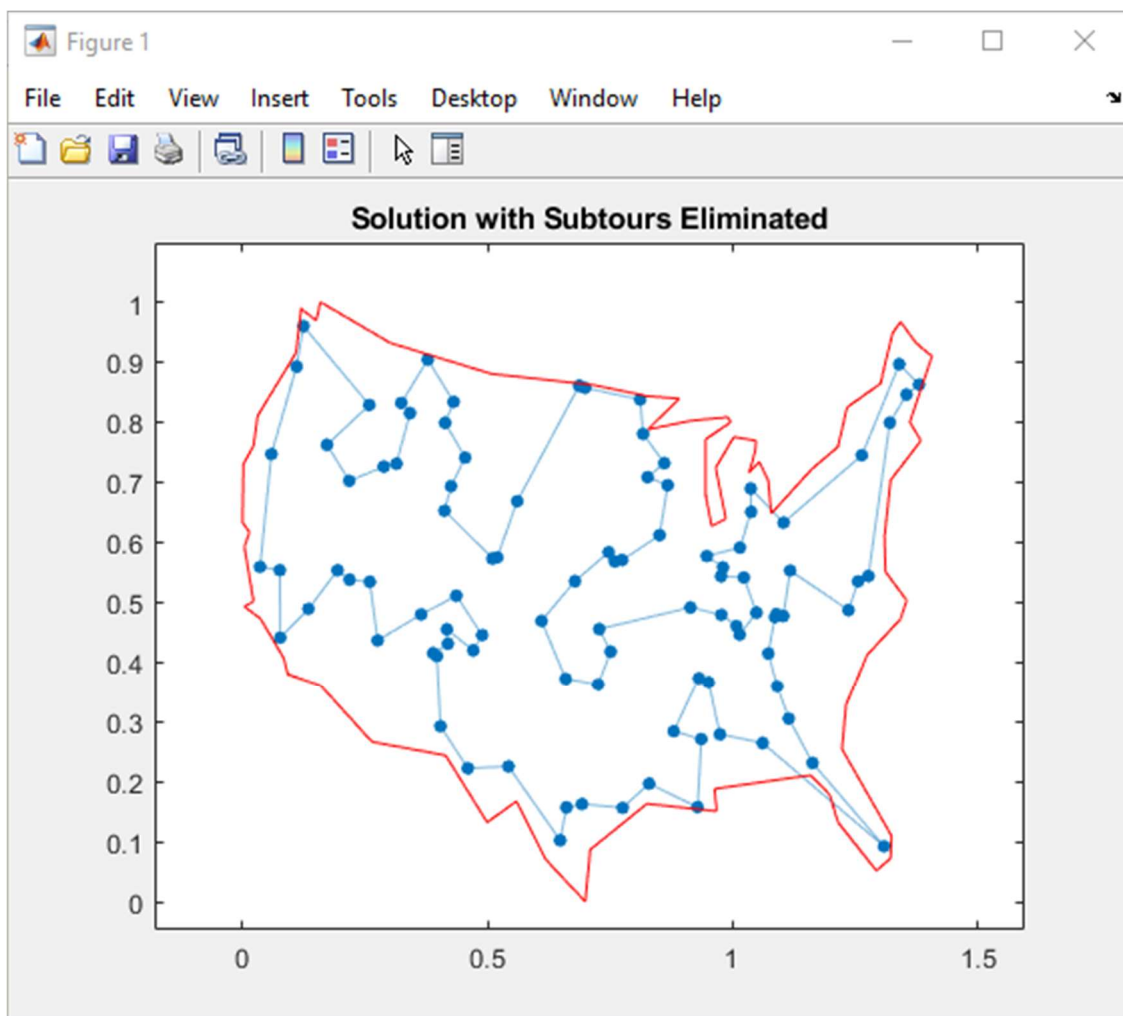 Figure 1
File Edit View Insert Tools Desktop Window Help
Solution with Subtours Eliminated
1
0.9
0.8
0.7
0.6
0.5
0.4
0.3
0.2
0.1
0
0 0.5 1 1.5